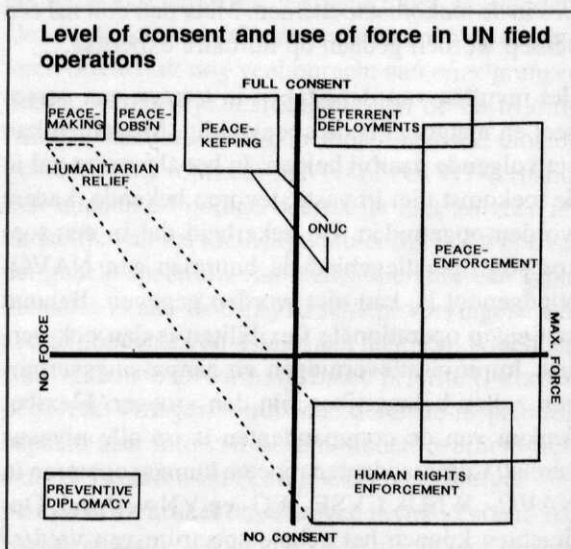 Level of consent and use of force in UN field
operations
FULL CONSENT
PEACE-
MAKING
PEACE-
OBS'N
PEACE-
KEEPING
DETERRENT
DEPLOYMENTS
HUMANITARIAN
RELIEF
ONUC
PEACE
ENFORCEMENT
NO FORCE
MAX. FORCE
PREVENTIVE
DIPLOMACY
HUMAN RIGHTS
ENFORCEMENT
NO CONSENT